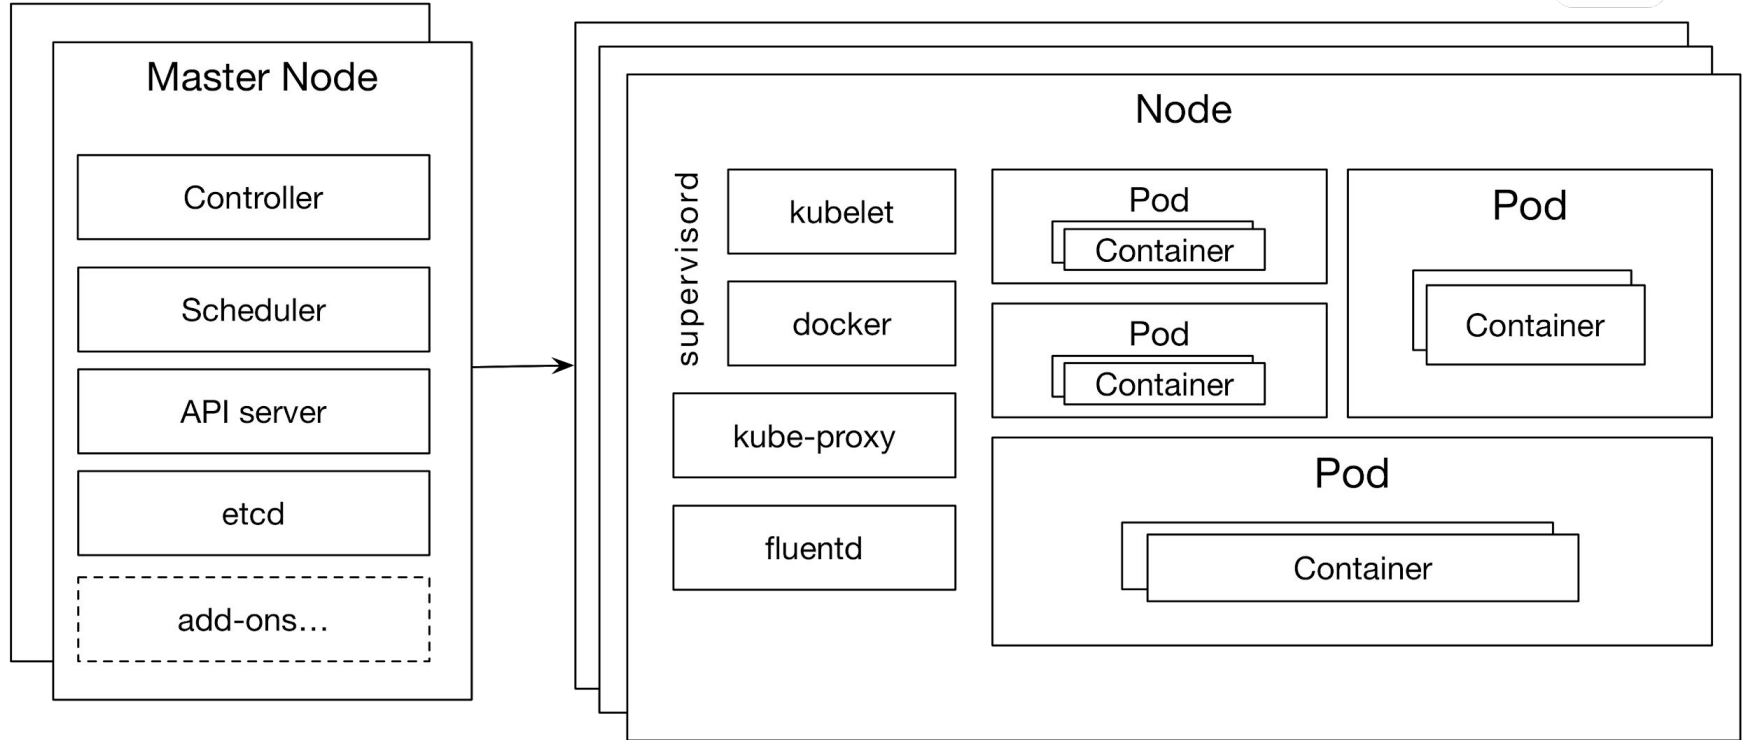 Master Node
Controller
Scheduler
API server
etcd
add-ons...
Node
supervisord
kubelet
docker
kube-proxy
fluentd
Pod
Container
Pod
Container
Pod
Container
Pod
Container